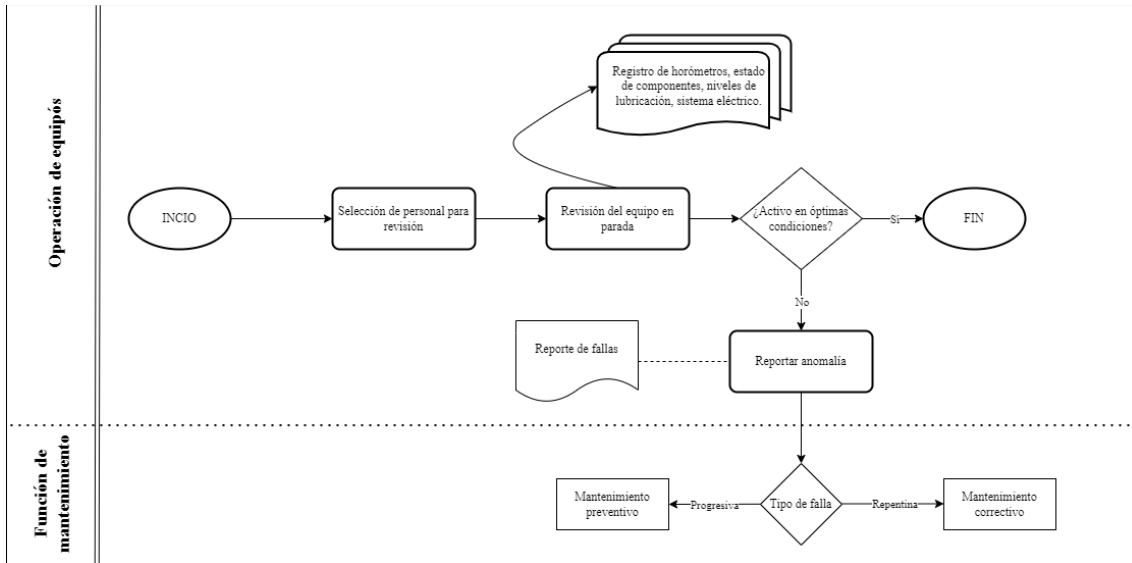 Operación de equipós
Registro de horómetros, estado
de componentes, niveles de
lubricación, sistema eléctrico.
INCIO
Selección de personal para
revisión
Revisión del equipo en
parada
¿Activo en óptimas
condiciones?
Sí
FIN
No
Reporte de fallas
Reportar anomalía
Función de
mantenimiento
Mantenimiento
preventivo
Progresiva
Tipo de falla
Repentina
Mantenimiento
correctivo